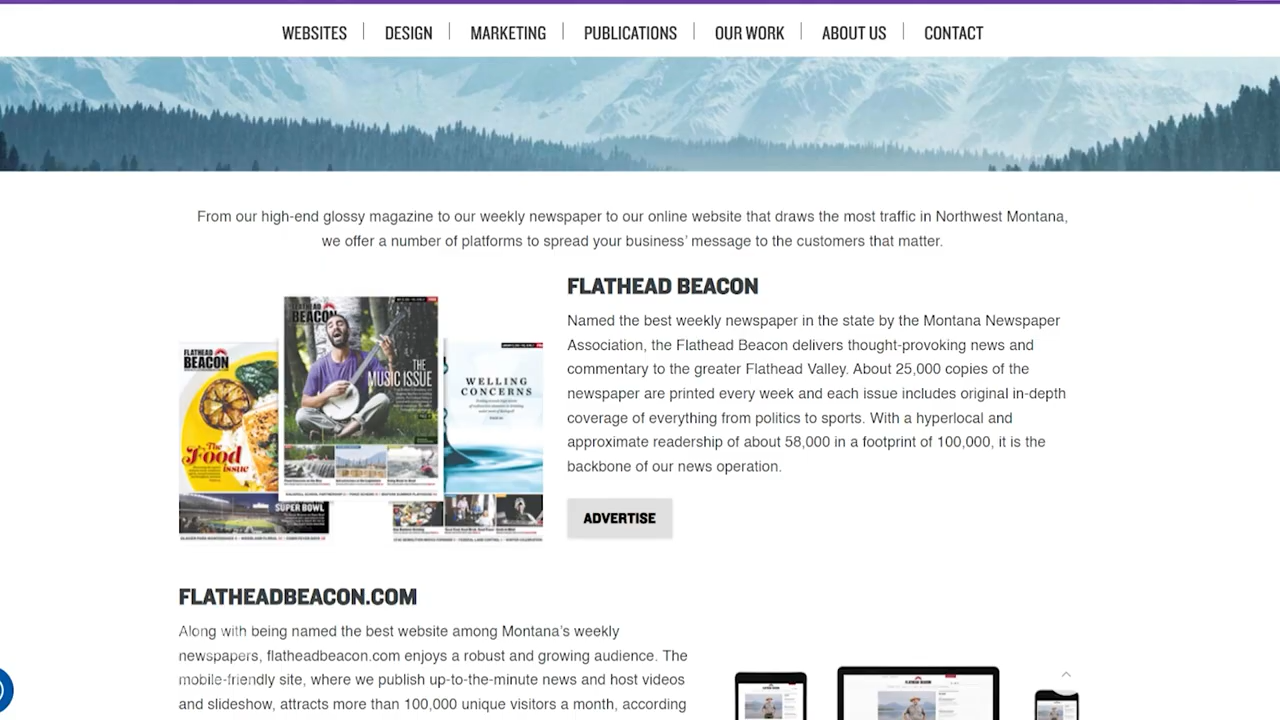 WEBSITES
DESIGN
MARKETING
PUBLICATIONS
OUR WORK
ABOUT US
CONTACT
From our high-end glossy magazine to our weekly newspaper to our online website that draws the most traffic in Northwest Montana,
we offer a number of platforms to spread your business' message to the customers that matter.
FLATHEAD
BEACON
THE
MUSIC ISSUE
FLATHEAD
BEACON
The
Food
issue
SUPER BOWL
WELLING
CONCERNS
FLATHEAD BEACON
Named the best weekly newspaper in the state by the Montana Newspaper
Association, the Flathead Beacon delivers thought-provoking news and
commentary to the greater Flathead Valley. About 25,000 copies of the
newspaper are printed every week and each issue includes original in-depth
coverage of everything from politics to sports. With a hyperlocal and
approximate readership of about 58,000 in a footprint of 100,000, it is the
backbone of our news operation.
ADVERTISE
FLATHEADBEACON.COM
Along with being named the best website among Montana's weekly
newspapers, flatheadbeacon.com enjoys a robust and growing audience. The
mobile-friendly site, where we publish up-to-the-minute news and host videos
and slideshow, attracts more than 100,000 unique visitors a month, according